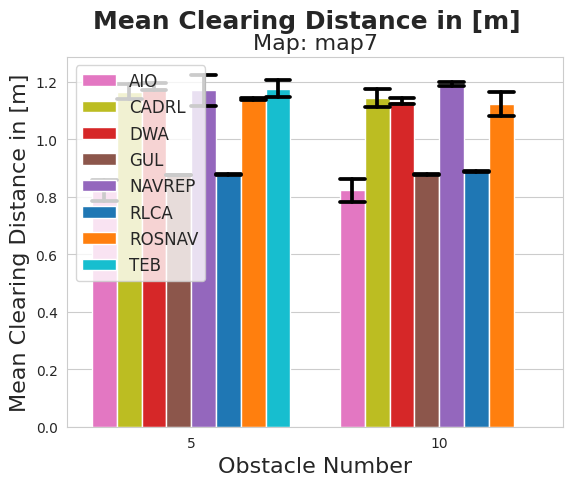 Mean Clearing Distance in [m]
Map: map7
Mean Clearing Distance in [m]
1.2
1.0
0.8
0.6
0.4
0.2
0.0
AIO
CADRL
DWA
GUL
NAVREP
RLCA
ROSNAV
TEB
5
10
Obstacle Number